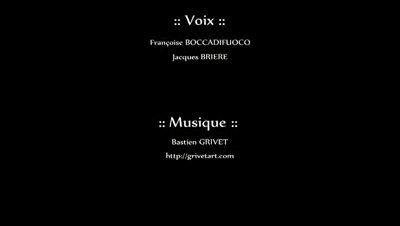 :: Voix ::
Françoise BOCCADIFUOCO
Jacques BRIERE
:: Musique ::
Bastien GRIVET
http://grivetart.com